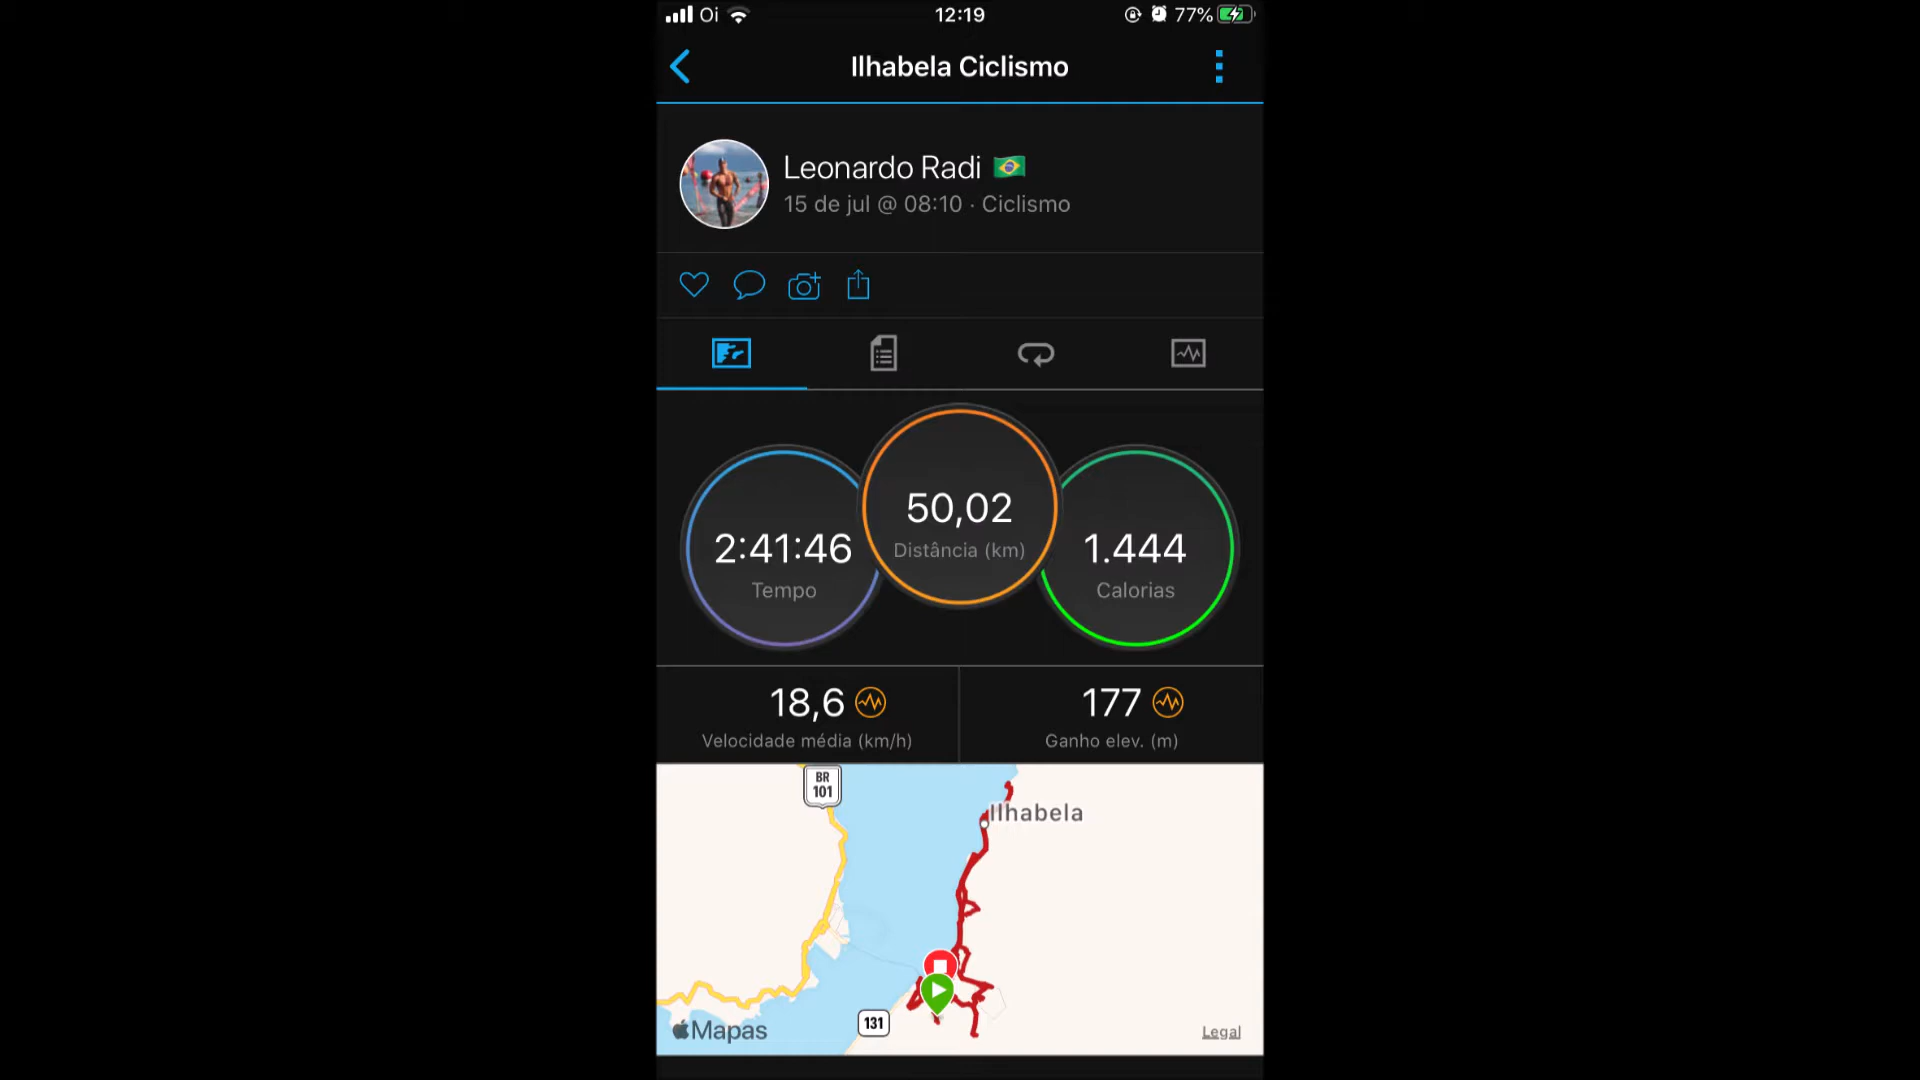 Oi 12:19 77%
Ilhabela Ciclismo
Leonardo Radi
15 de jul @ 08:10 · Ciclismo
50,02
Distância (km)
2:41:46
Tempo
1.444
Calorias
18,6
Velocidade média (km/h)
177
Ganho elev. (m)
BR
101
Ilhabela
131
Mapas
Legal